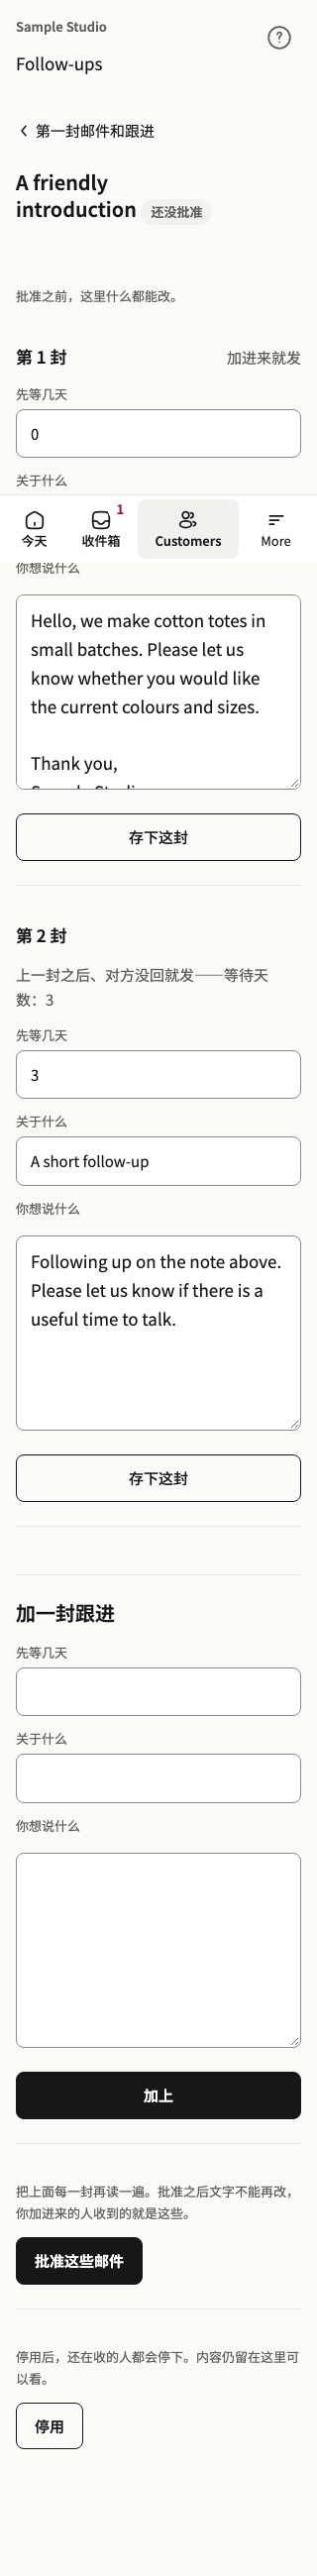 Sample Studio
Follow-ups
第一封邮件和跟进
A friendly
introduction 还没批准
批准之前，这里什么都能改。
第 1 封 加进来就发
先等几天
0
关于什么
今天
收件箱
1
Customers
More
你想说什么
Hello, we make cotton totes in
small batches. Please let us
know whether you would like
the current colours and sizes.
Thank you,
存下这封
第 2 封
上一封之后、对方没回就发——等待天
数：3
先等几天
3
关于什么
A short follow-up
你想说什么
Following up on the note above.
Please let us know if there is a
useful time to talk.
存下这封
加一封跟进
先等几天
关于什么
你想说什么
加上
把上面每一封再读一遍。批准之后文字不能再改，
你加进来的人收到的就是这些。
批准这些邮件
停用后，还在收的人都会停下。内容仍留在这里可
以看。
停用